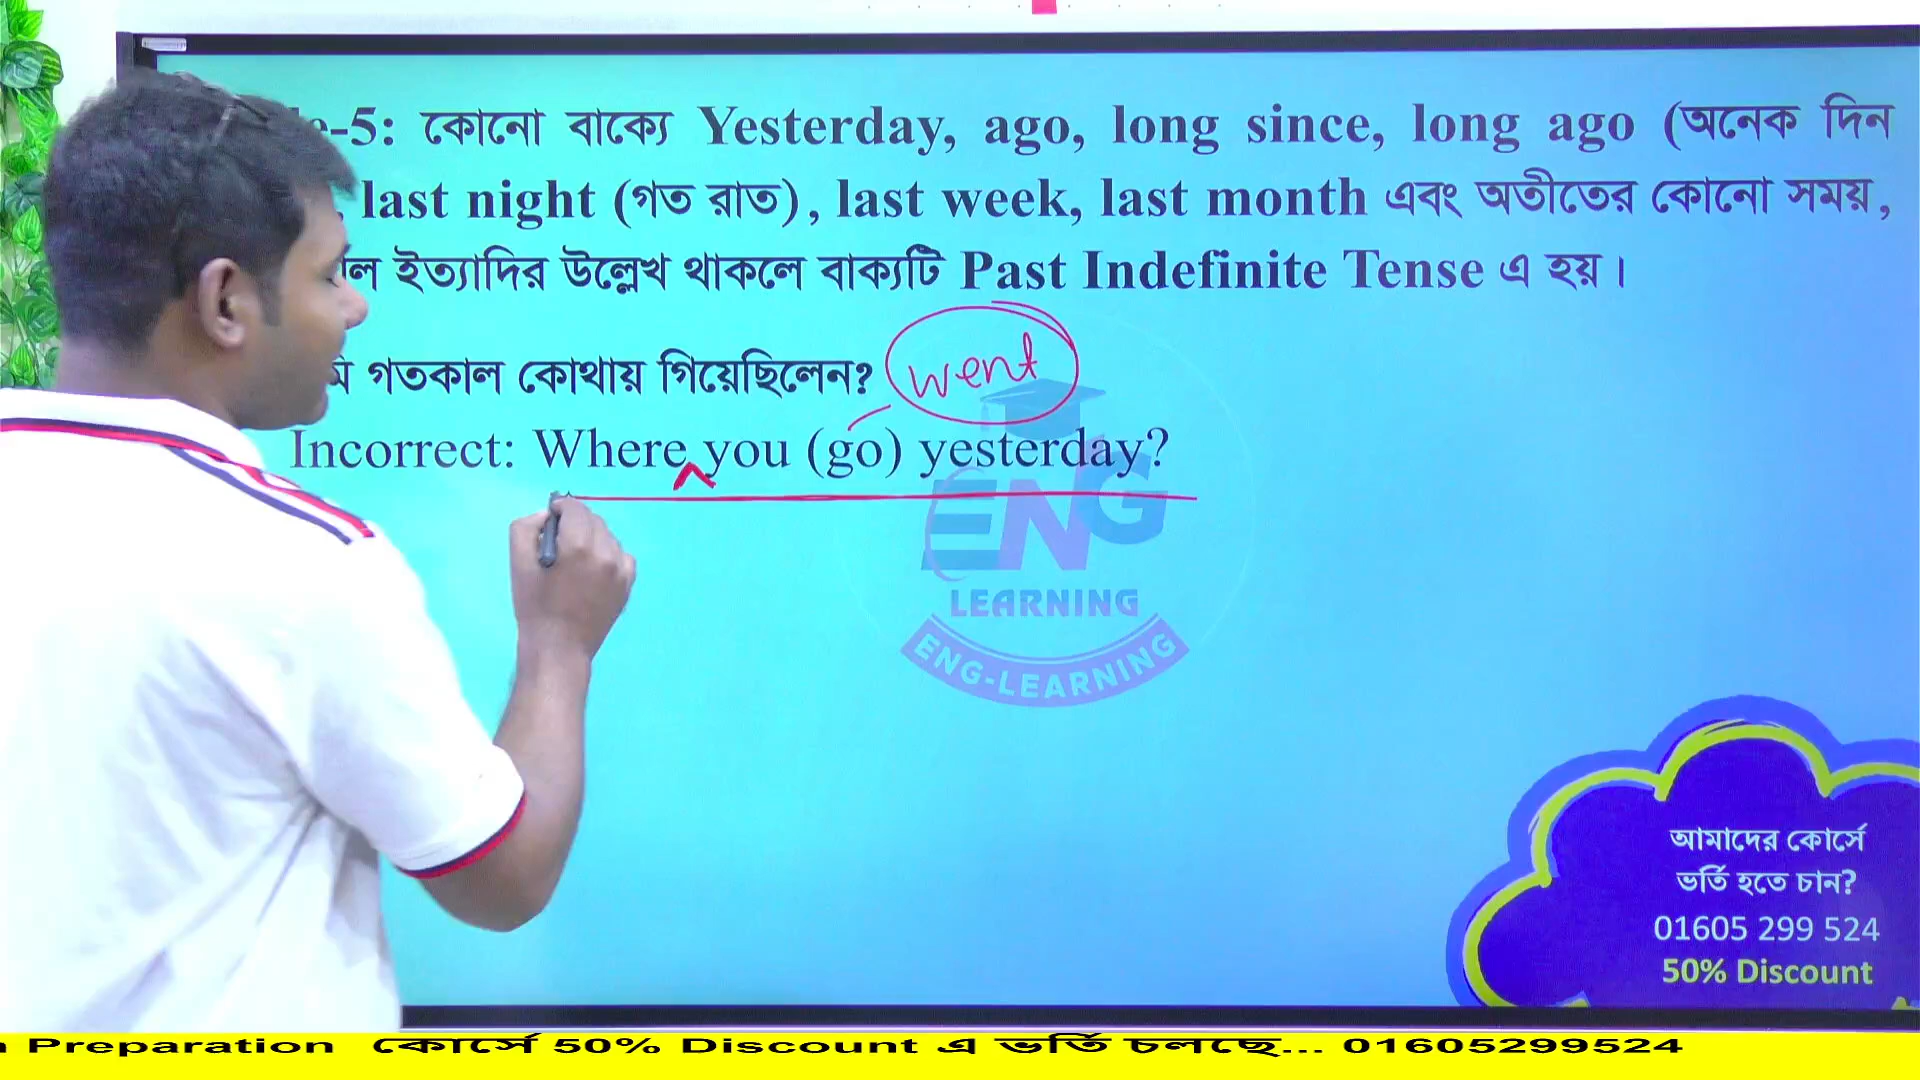 -5: কোনো বাক্যে Yesterday, ago, long since, long ago (অনেক দিন
last night (গত রাত), last week, last month এবং অতীতের কোনো সময়,
ইত্যাদির উল্লেখ থাকলে বাক্যটি Past Indefinite Tense এ হয়।
গতকাল কোথায় গিয়েছিলেন? went
Incorrect: Where you (go) yesterday?
ENG
LEARNING
ENG-LEARNING
আমাদের কোর্সে
ভর্তি হতে চান?
01605 299 524
50% Discount
Preparation কোর্সে 50% Discount এ ভর্তি চলছে... 01605299524